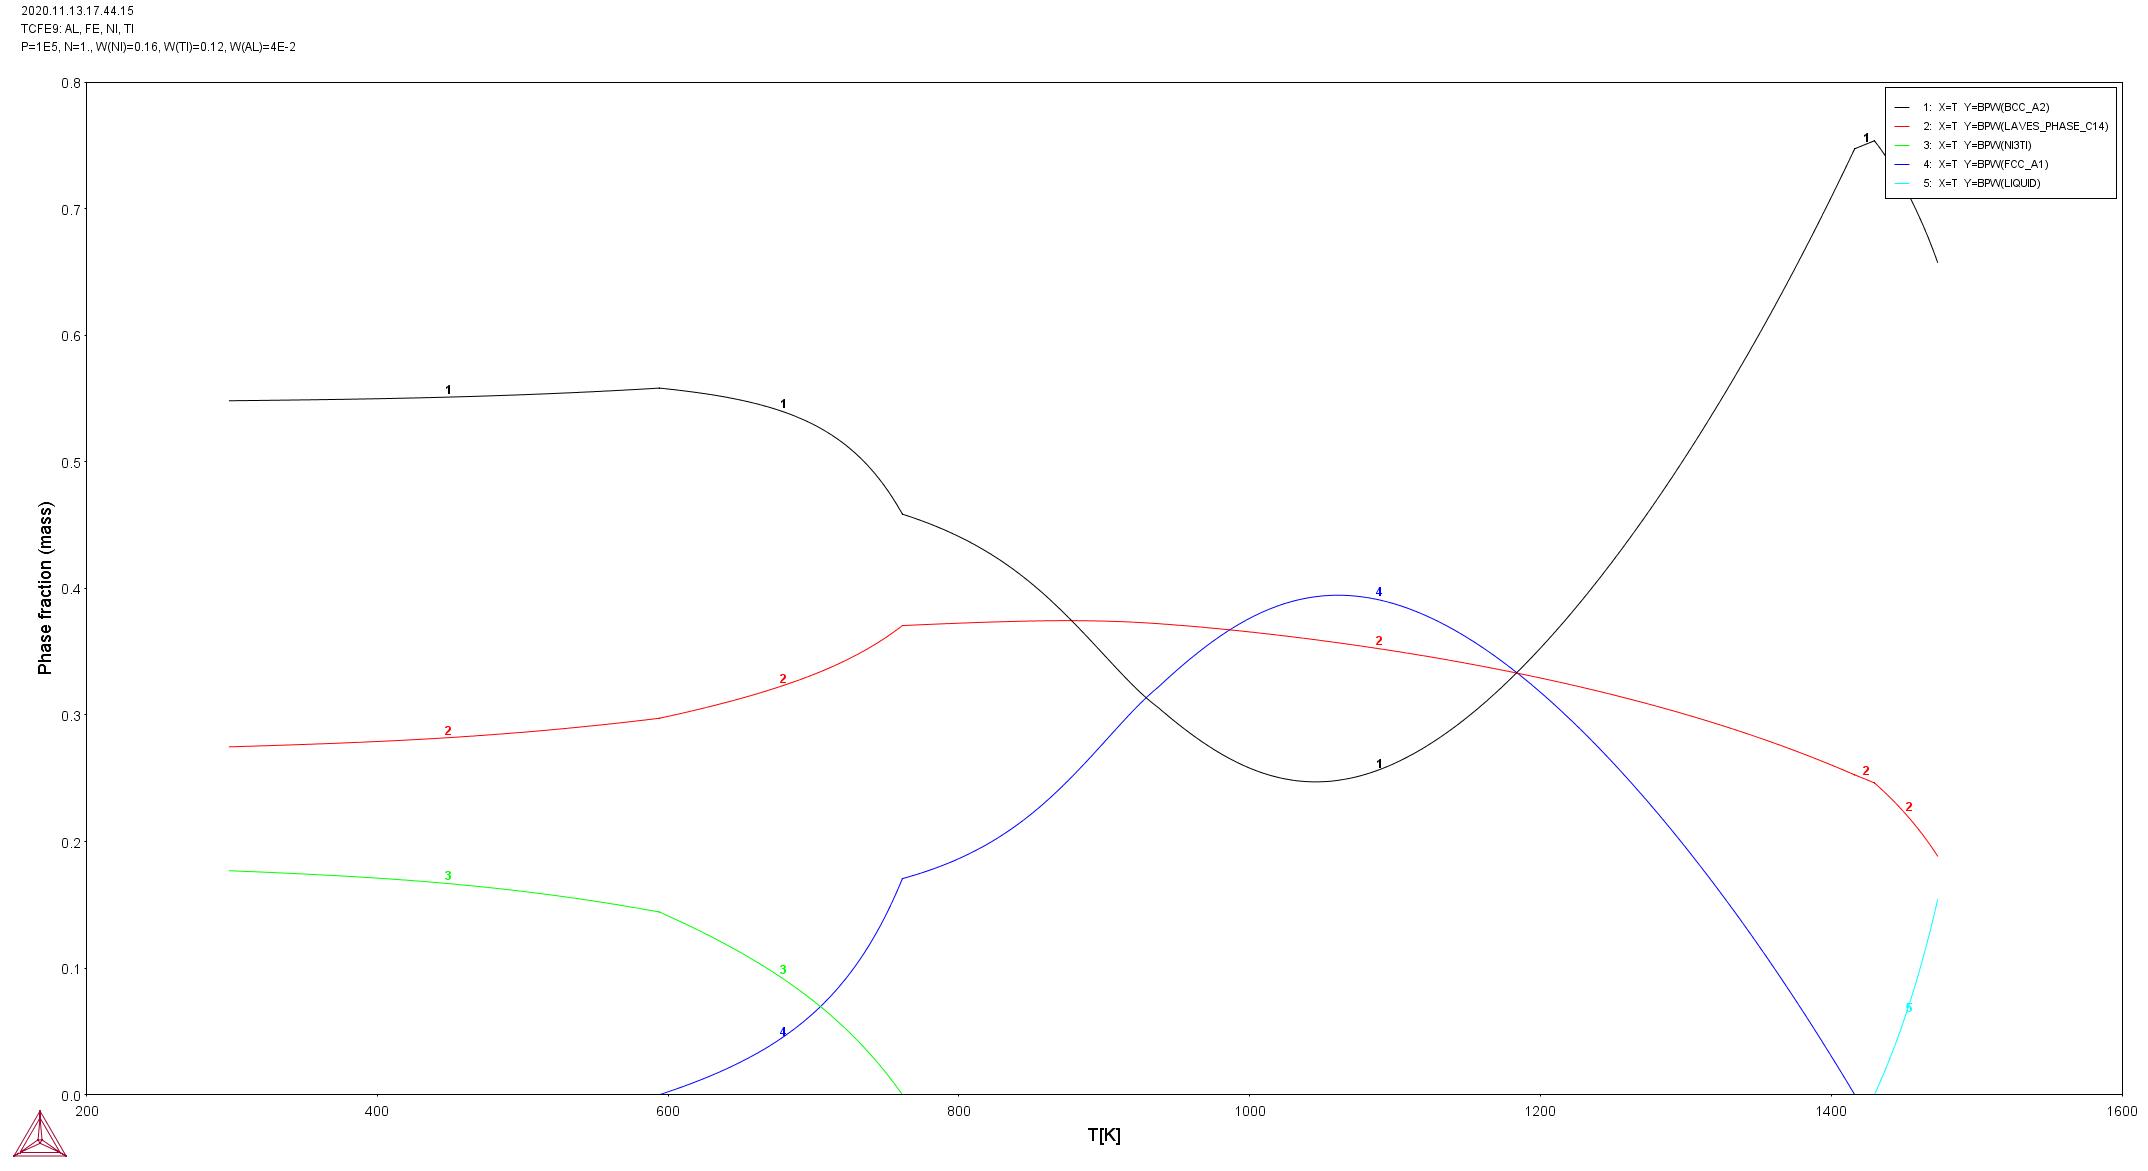 2020.11.13.17.44.15
TCFE9: AL, FE, NI, TI
P=1E5, N=1., W(NI)=0.16, W(TI)=0.12, W(AL)=4E-2
1: X=T Y=BPW(BCC_A2)
2: X=T Y=BPW(LAVES_PHASE_C14)
3: X=T Y=BPW(NI3TI)
4: X=T Y=BPW(FCC_A1)
5: X=T Y=BPW(LIQUID)
Phase fraction (mass)
0.8
0.7
0.6
0.5
0.4
0.3
0.2
0.1
0.0
1
1
1
1
2
2
2
2
2
3
3
4
4
5
200 400 600 800 1000 1200 1400 1600
T[K]